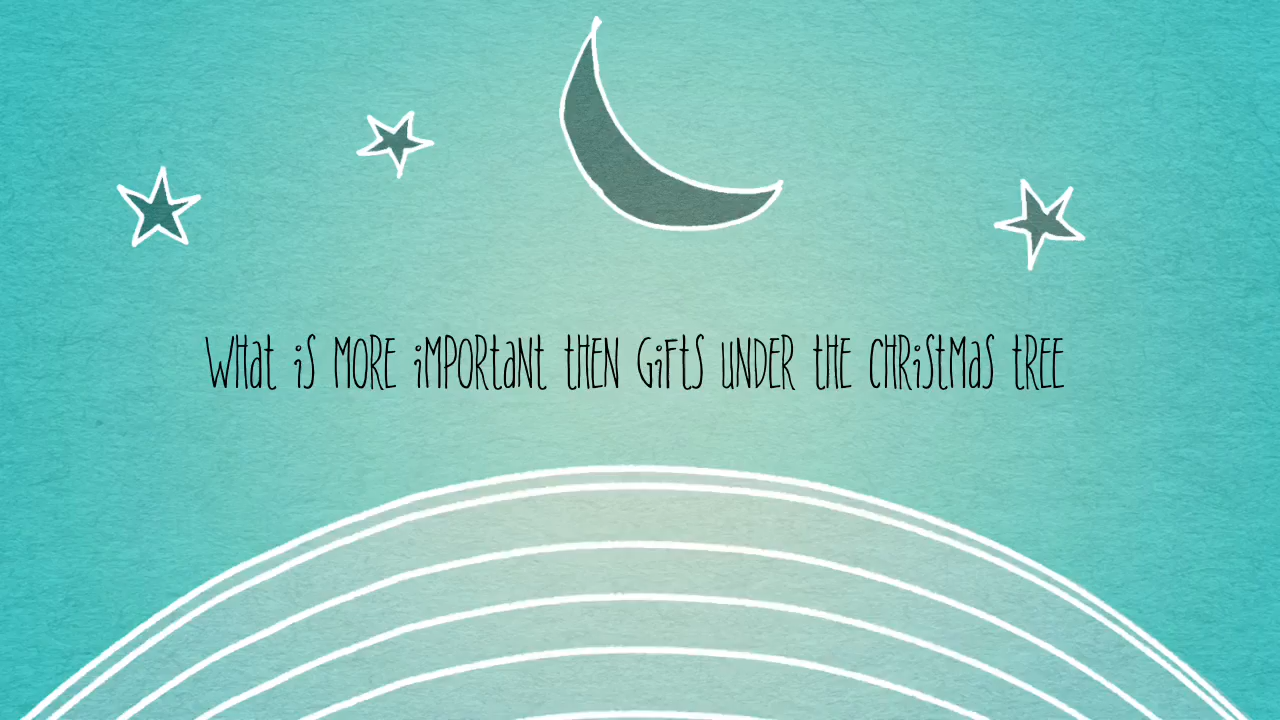 What is more important then gifts under the Christmas tree